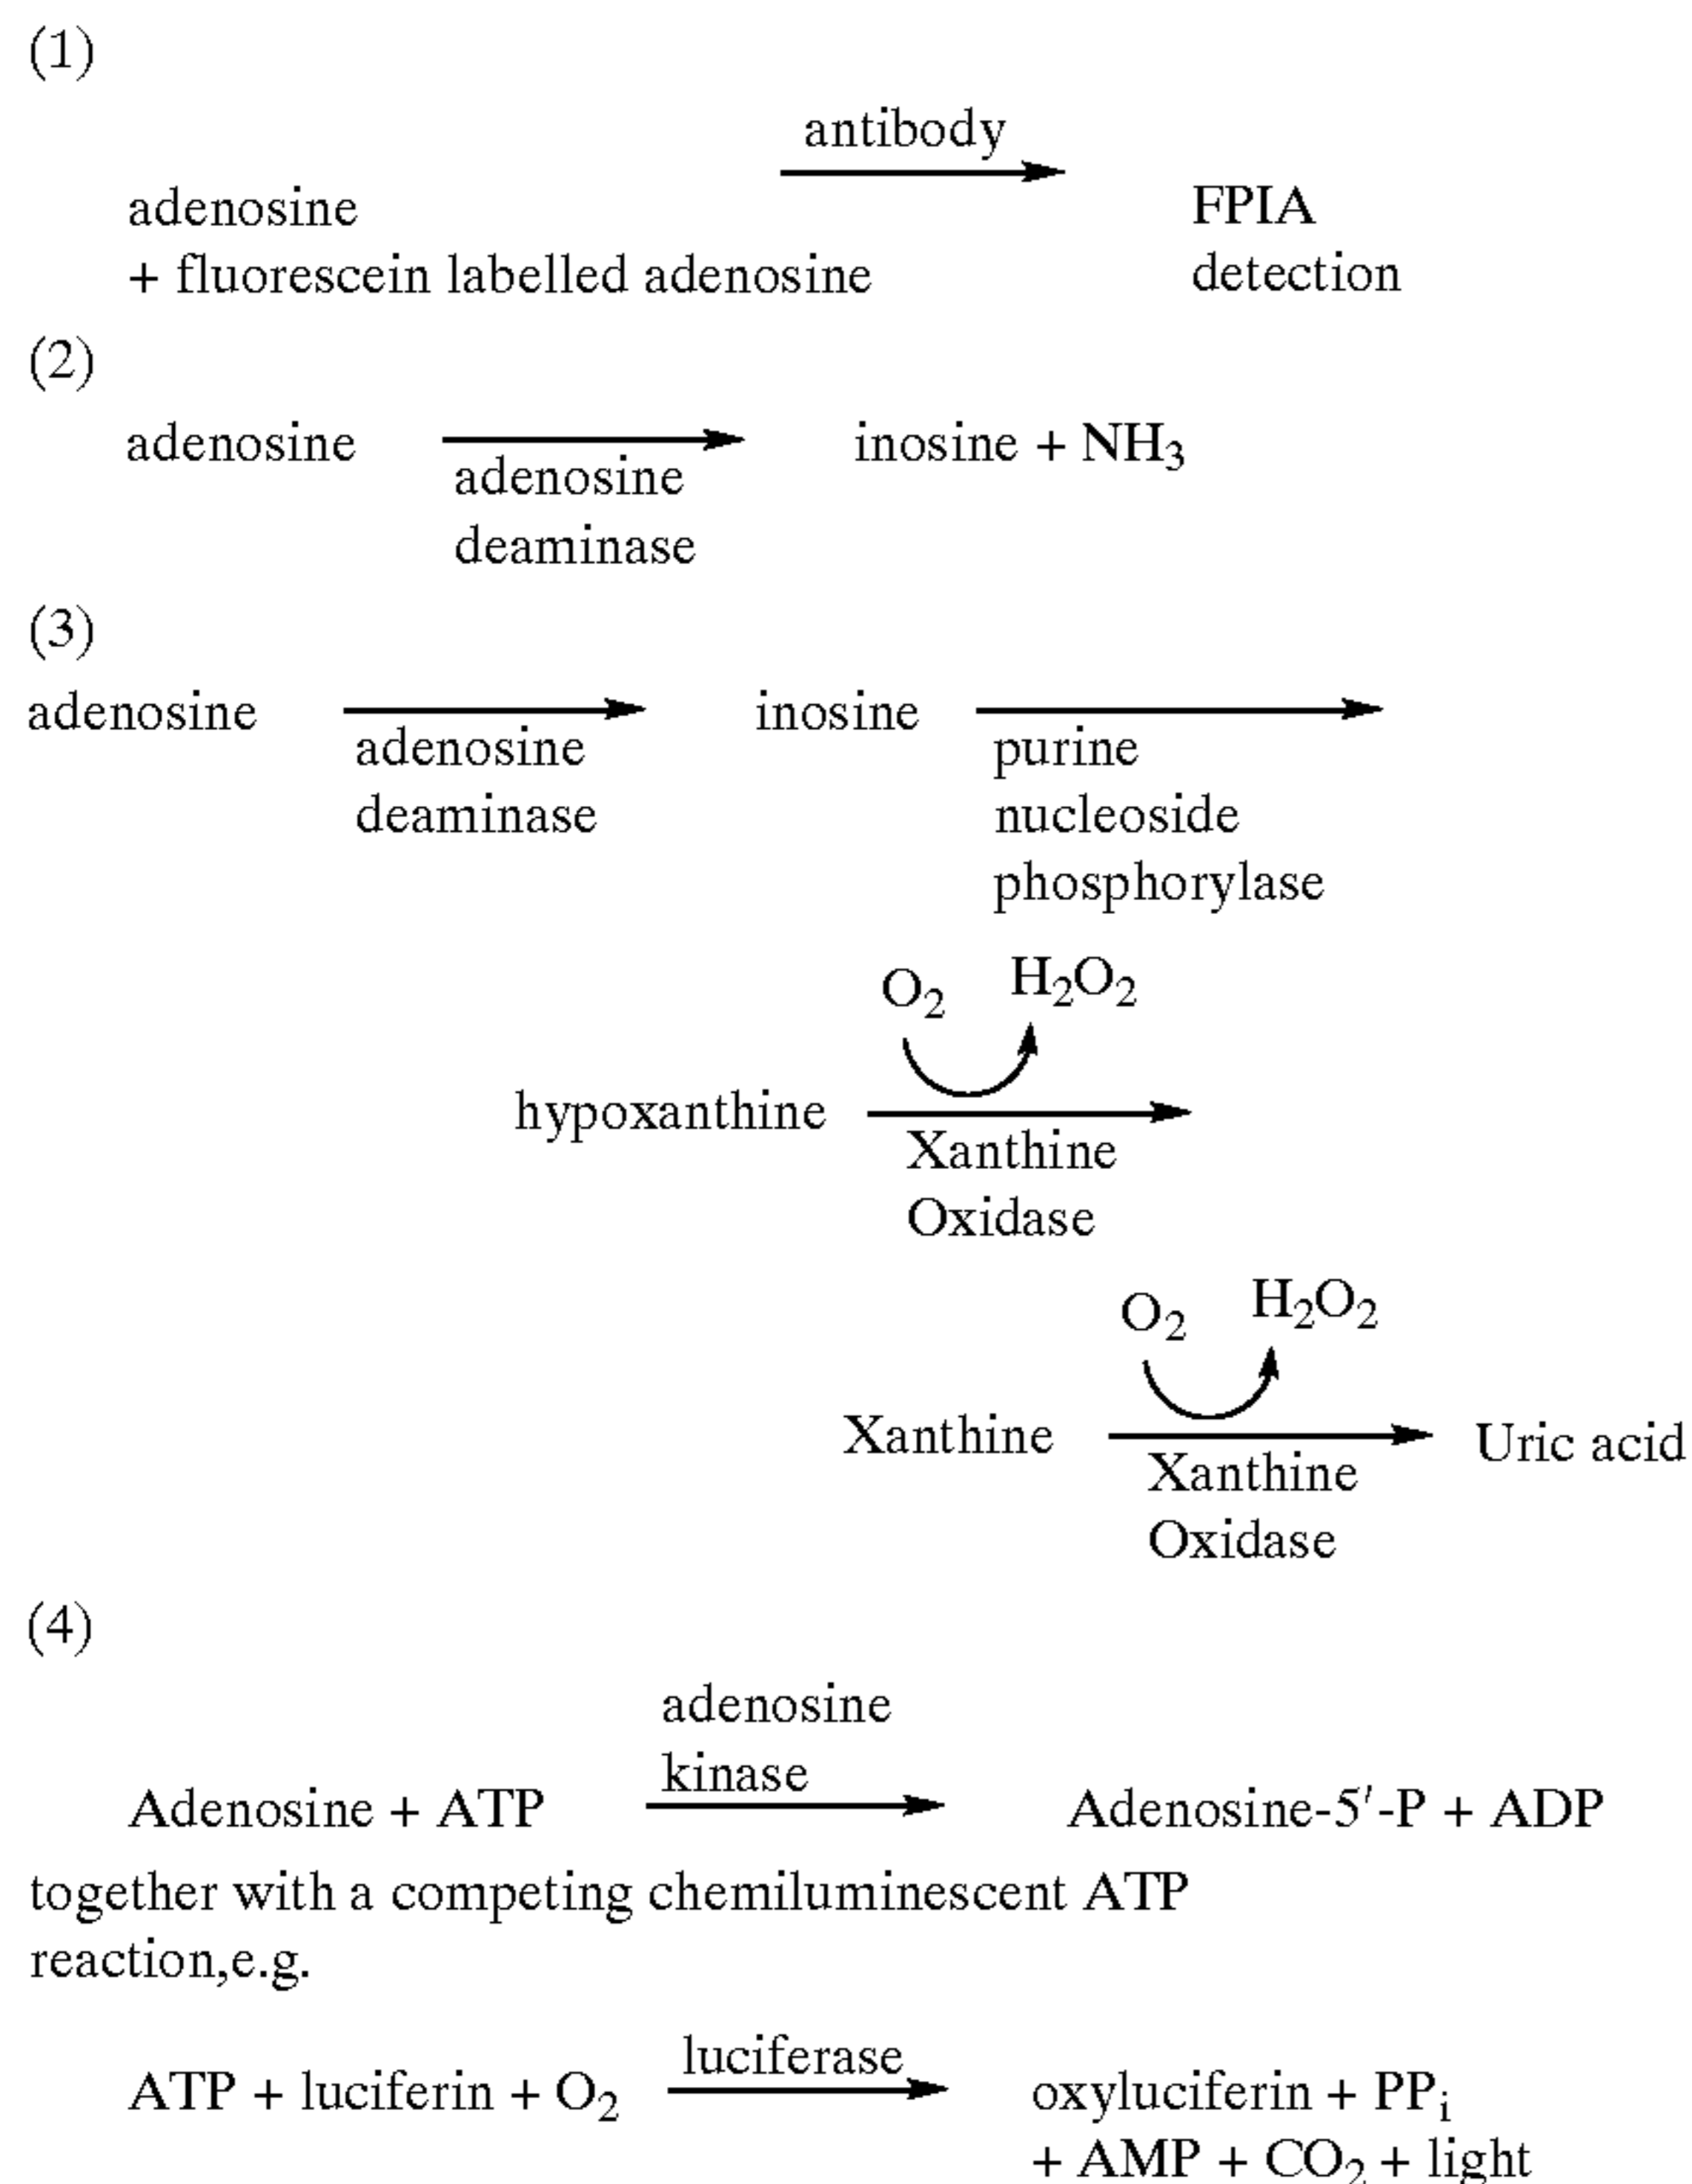 (1)
antibody
adenosine FPIA
+ fluorescein labelled adenosine detection
(2)
adenosine inosine + NH₃
adenosine
deaminase
(3)
adenosine inosine
adenosine purine
deaminase nucleoside
phosphorylase
O₂ H₂O₂
hypoxanthine
Xanthine
Oxidase
O₂ H₂O₂
Xanthine Uric acid
Xanthine
Oxidase
(4)
adenosine
kinase
Adenosine + ATP Adenosine-5′-P + ADP
together with a competing chemiluminescent ATP
reaction,e.g.
luciferase
ATP + luciferin + O₂ oxyluciferin + PPᵢ
+ AMP + CO₂ + light